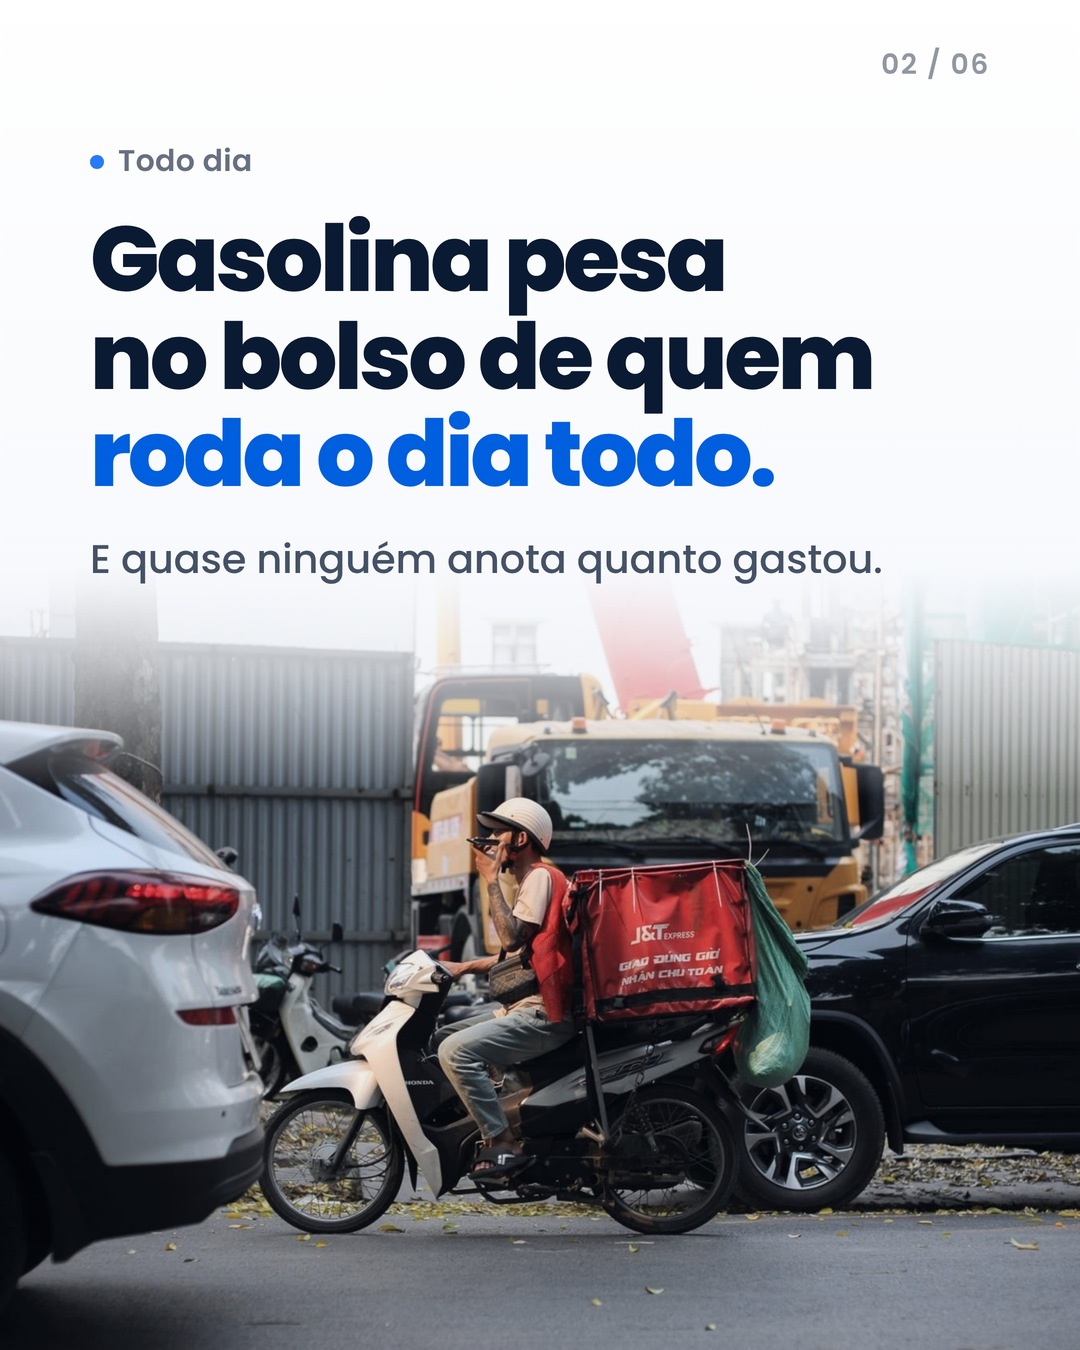 02 / 06
Todo dia
Gasolina pesa
no bolso de quem
roda o dia todo.
E quase ninguém anota quanto gastou.
J&T EXPRESS
GIAO ĐÚNG GIỜ
NHẬN CHU TOÀN
HONDA